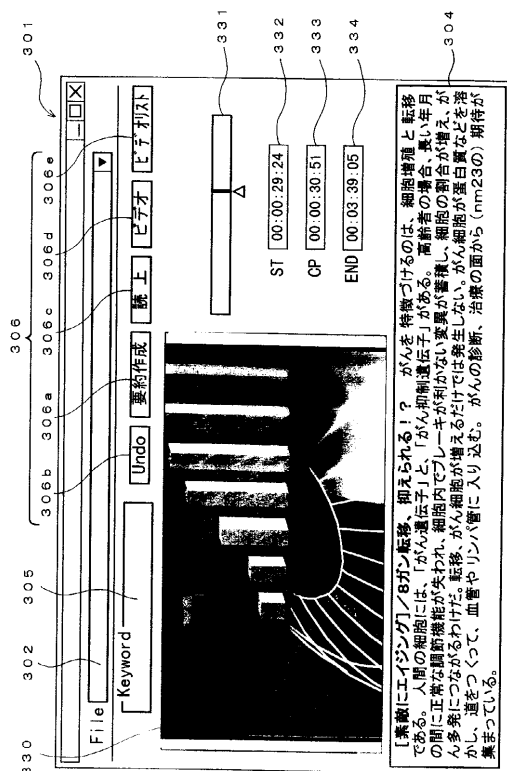 306
301
330
302
305
306b
306a
306c
306d
306e
File
Keyword
Undo
要約作成
読 上
ビデオ
ビデオリスト
331
ST 00:00:29:24
332
CP 00:00:30:51
333
END 00:03:39:05
334
304
［素敵にエイジング］／8ガン転移、抑えられる！？　がんを 特徴づけるのは、細胞増殖 と 転移
である。 人間の細胞には、「がん遺伝子」と、「がん抑制遺伝子」がある。 高齢者の場合、長い年月
の間に正常な調節機能が失われ、細胞内でブレーキが利かない変異が蓄積し、細胞の割合が増え、が
ん多発につながるわけだ。転移、がん細胞が増えるだけでは発生しない。がん細胞が蛋白質などを溶
かし、道をつくって、血管や リンパ管に 入り 込む。 がんの診断、治療の面から (nm23の) 期待が
集まっている。